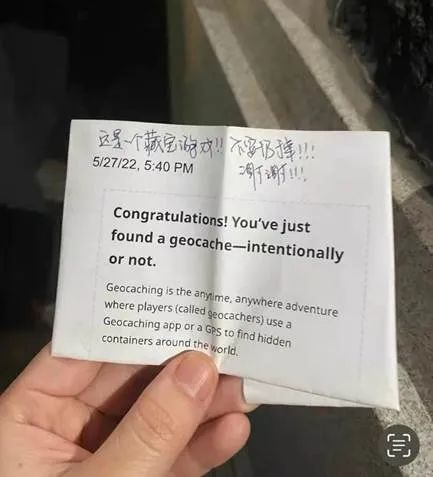 这是一个藏宝游戏!! 不要扔掉!!!
谢谢!!!
5/27/22, 5:40 PM
Congratulations! You've just
found a geocache—intentionally
or not.
Geocaching is the anytime, anywhere adventure
where players (called geocachers) use a
Geocaching app or a GPS to find hidden
containers around the world.